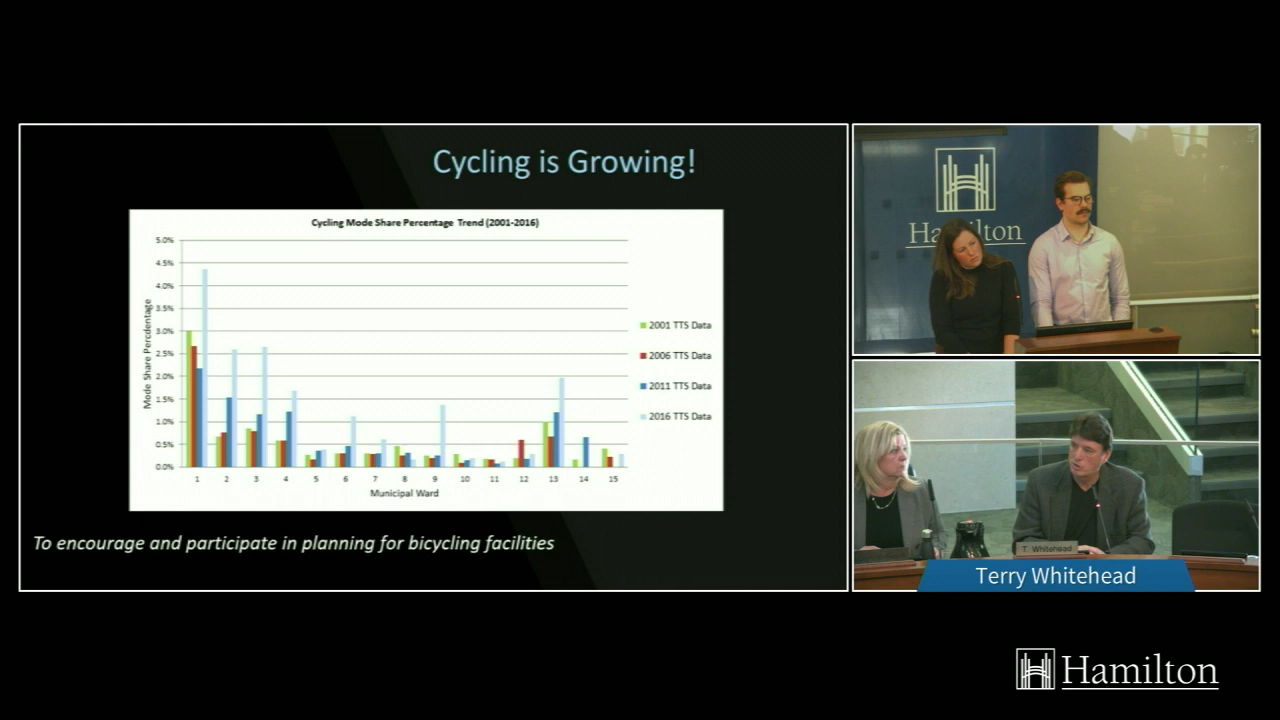 Cycling is Growing!
Cycling Mode Share Percentage Trend (2001-2016)
5.0%
4.5%
4.0%
3.5%
3.0%
2.5%
2.0%
1.5%
1.0%
0.5%
0.0%
Mode Share Percdentage
1 2 3 4 5 6 7 8 9 10 11 12 13 14 15
Municipal Ward
2001 TTS Data
2006 TTS Data
2011 TTS Data
2016 TTS Data
To encourage and participate in planning for bicycling facilities
Hamilton
T. Whitehead
Terry Whitehead
Hamilton